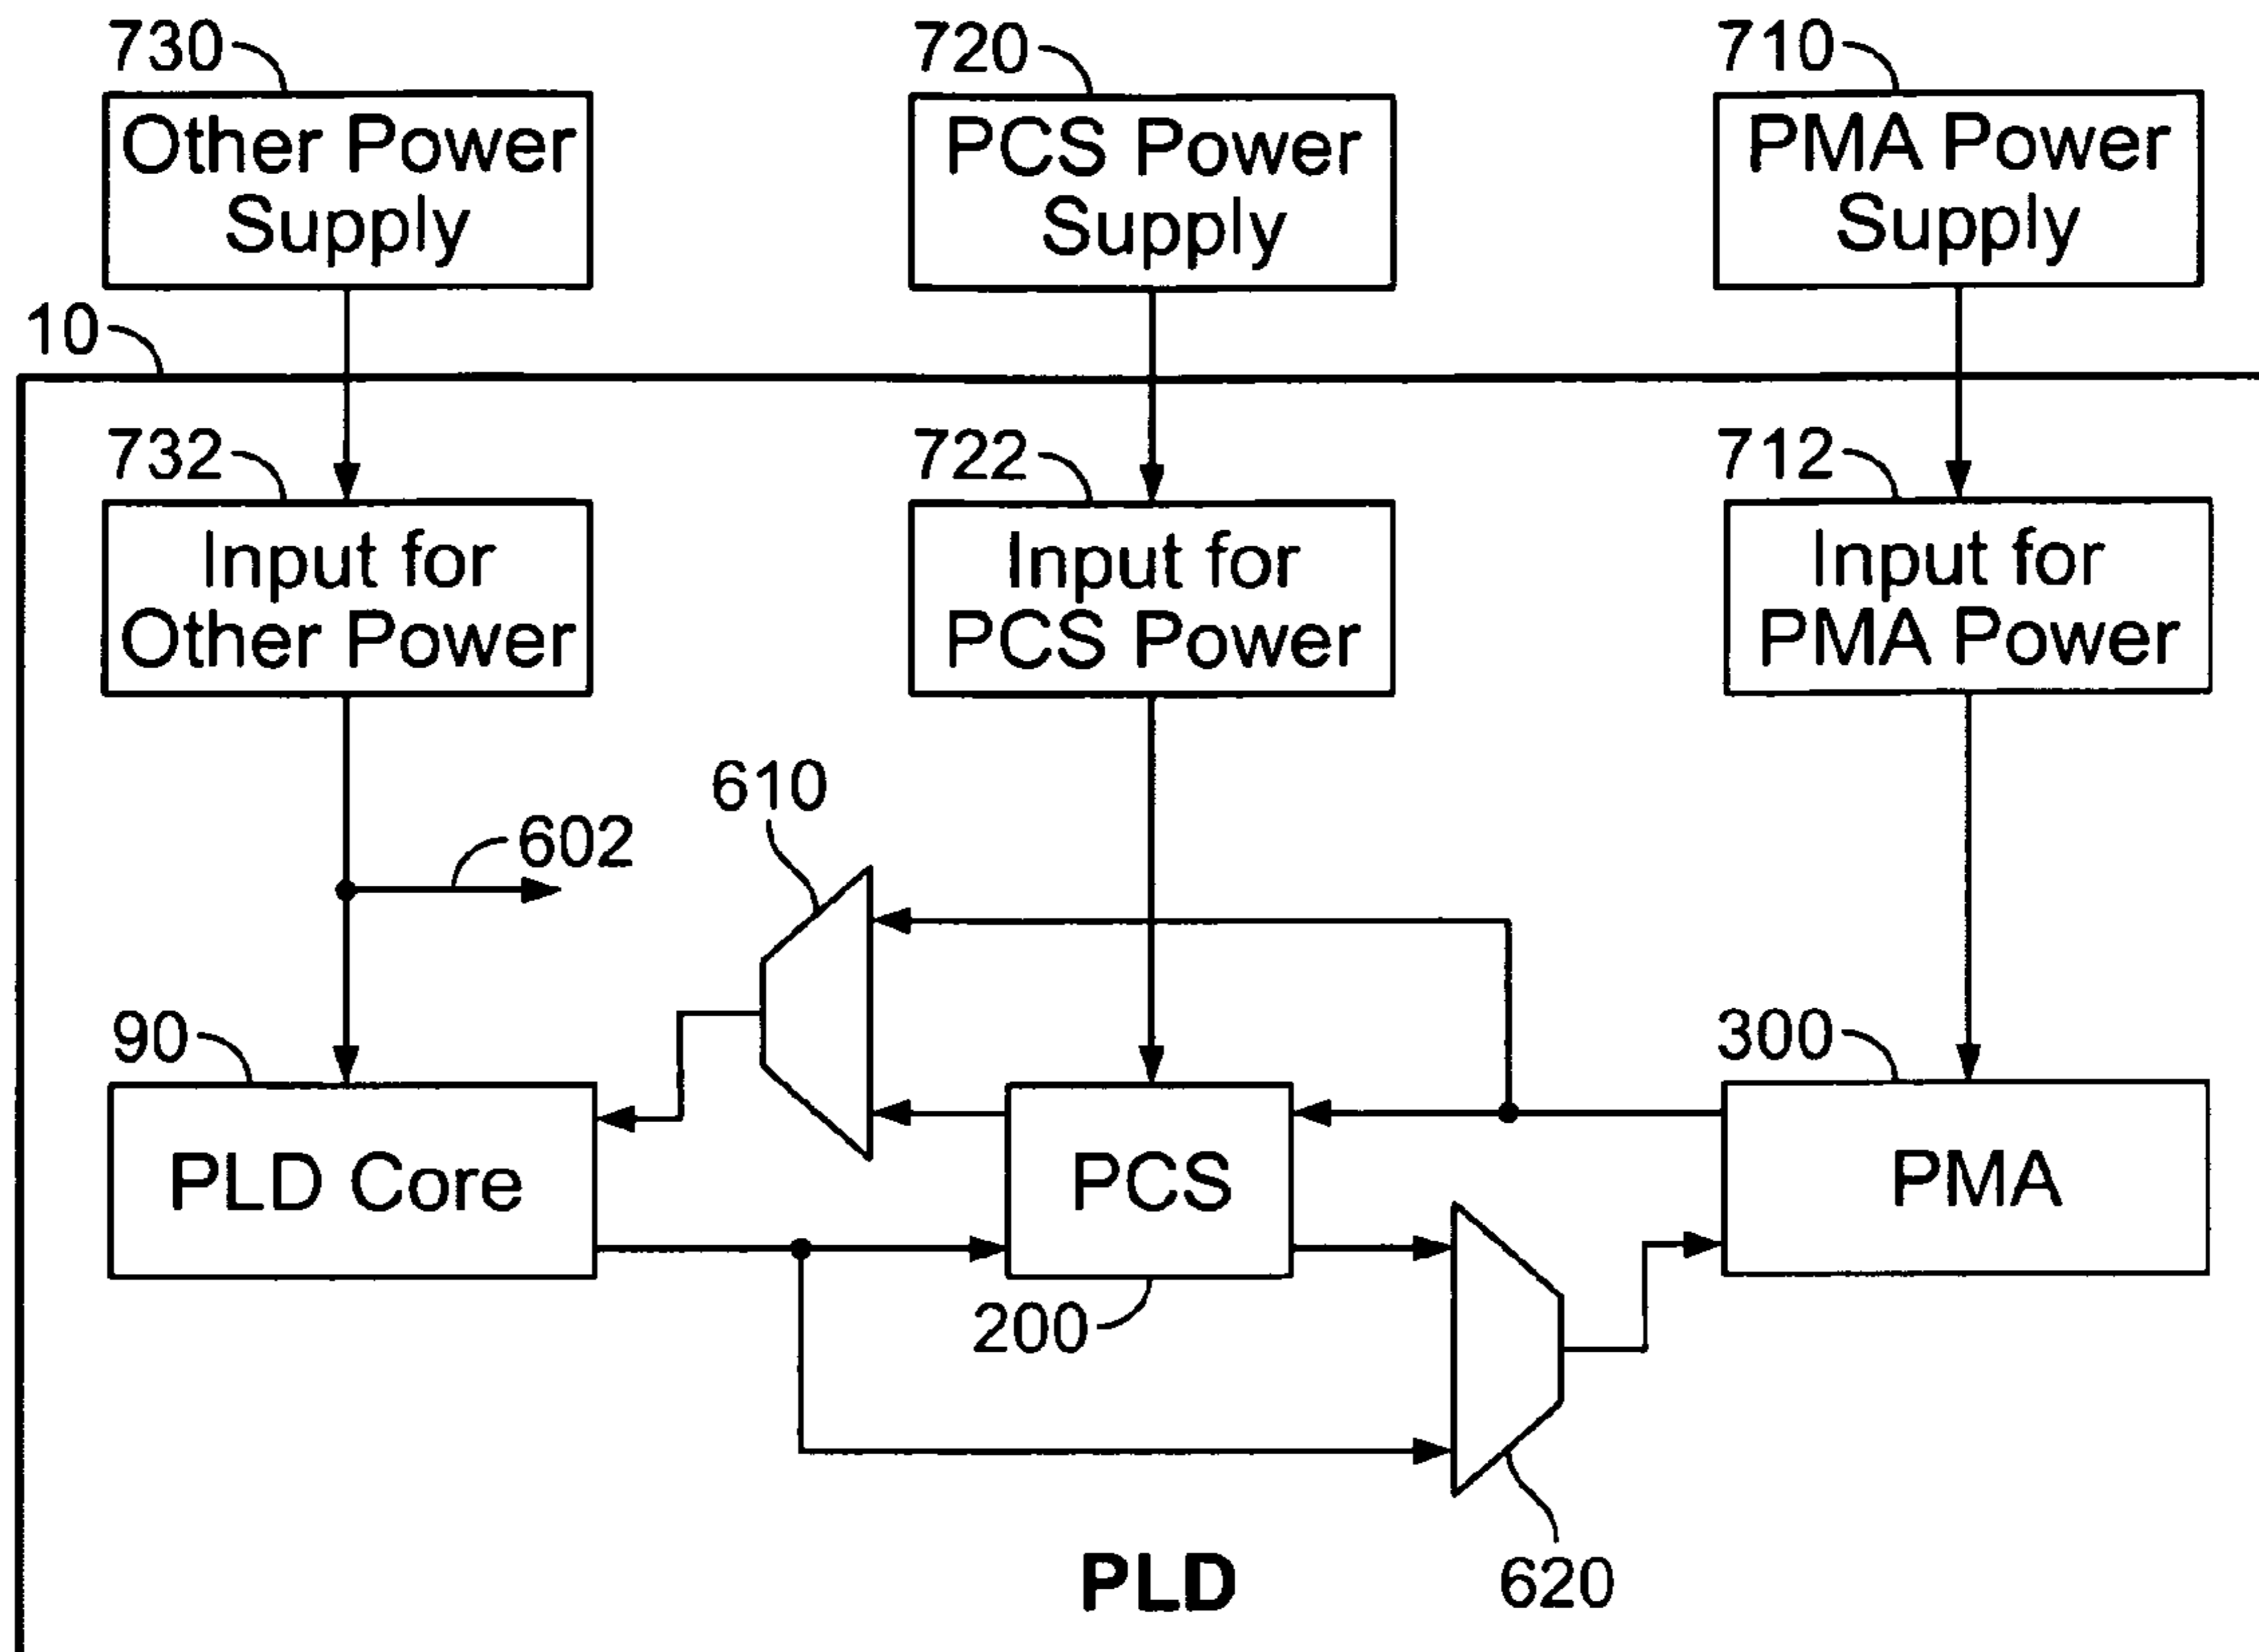 730
720
710
Other Power
Supply
PCS Power
Supply
PMA Power
Supply
10
732
722
712
Input for
Other Power
Input for
PCS Power
Input for
PMA Power
610
602
90
300
PLD Core
PCS
PMA
200
PLD
620